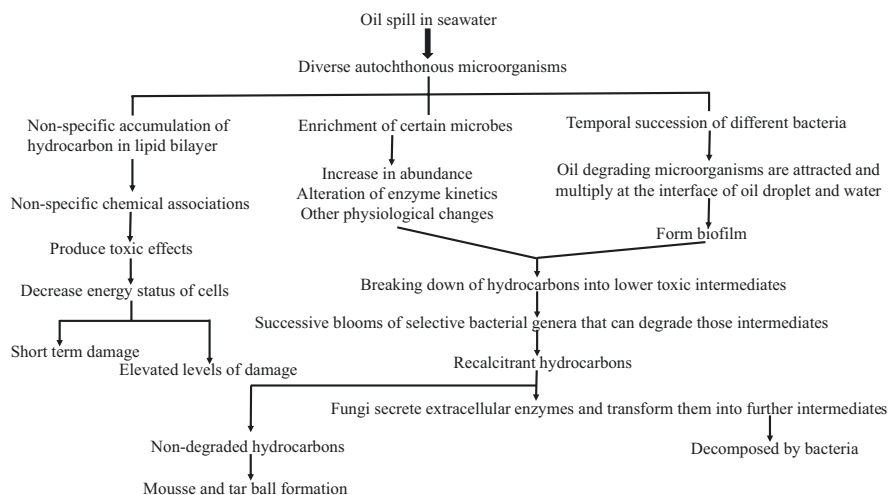 Oil spill in seawater
Diverse autochthonous microorganisms
Non-specific accumulation of
hydrocarbon in lipid bilayer
Non-specific chemical associations
Produce toxic effects
Decrease energy status of cells
Short term damage
Elevated levels of damage
Enrichment of certain microbes
Increase in abundance
Alteration of enzyme kinetics
Other physiological changes
Temporal succession of different bacteria
Oil degrading microorganisms are attracted and
multiply at the interface of oil droplet and water
Form biofilm
Breaking down of hydrocarbons into lower toxic intermediates
Successive blooms of selective bacterial genera that can degrade those intermediates
Recalcitrant hydrocarbons
Fungi secrete extracellular enzymes and transform them into further intermediates
Decomposed by bacteria
Non-degraded hydrocarbons
Mousse and tar ball formation